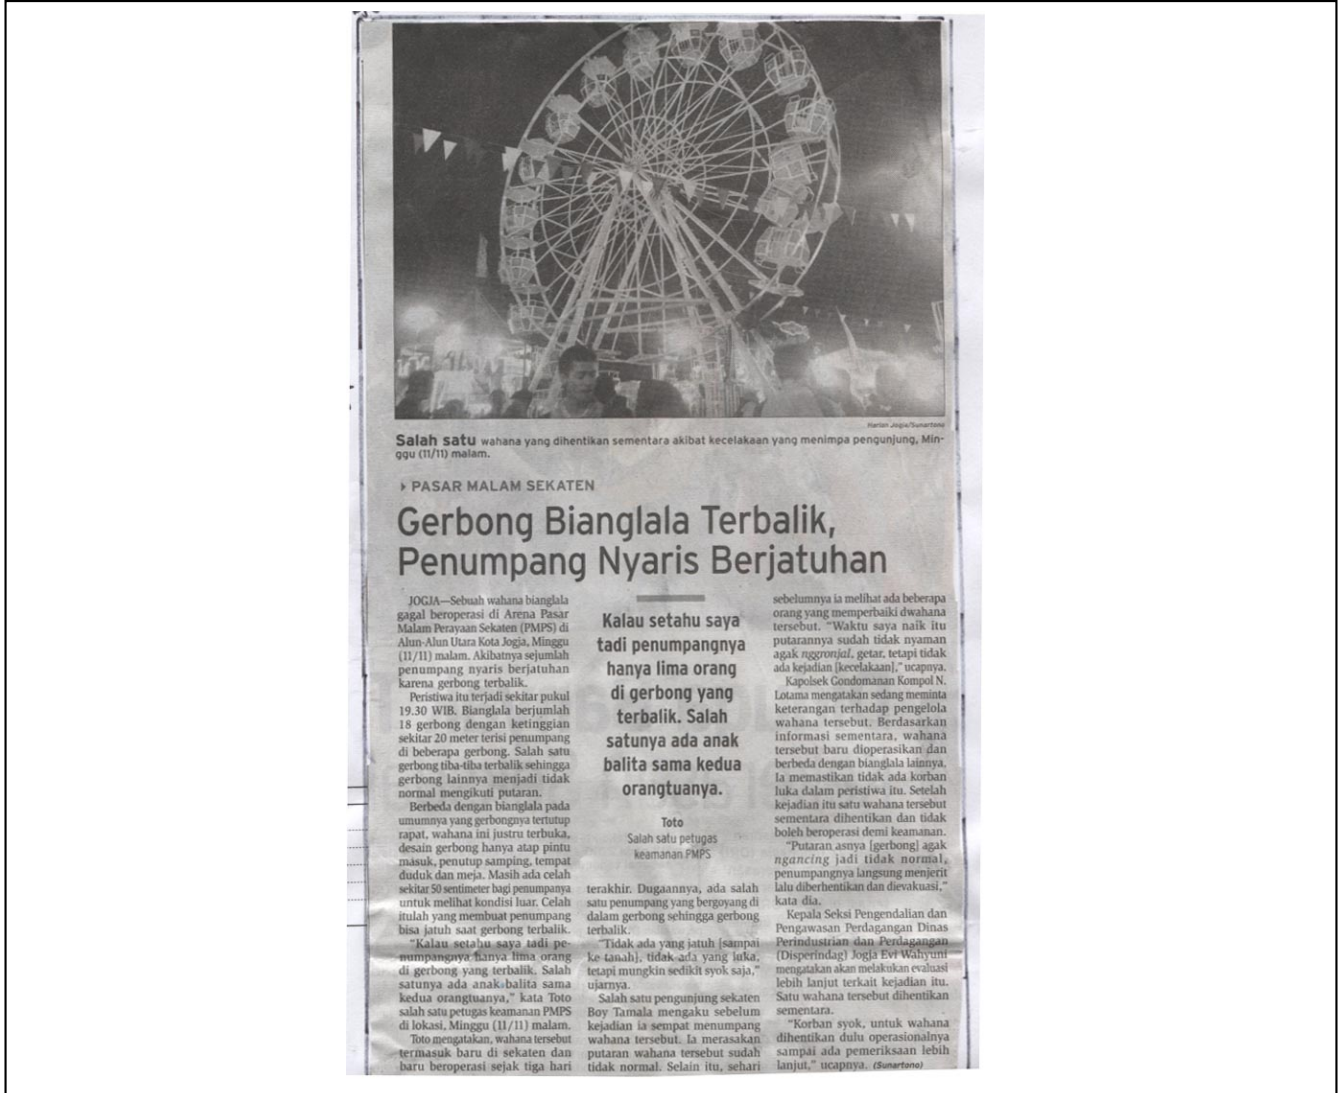 Harian Jogja/Sunartono
Salah satu wahana yang dihentikan sementara akibat kecelakaan yang menimpa pengunjung, Min-
ggu (11/11) malam.
PASAR MALAM SEKATEN
Gerbong Bianglala Terbalik,
Penumpang Nyaris Berjatuhan
JOGJA—Sebuah wahana bianglala
gagal beroperasi di Arena Pasar
Malam Perayaan Sekaten (PMPS) di
Alun-Alun Utara Kota Jogja, Minggu
(11/11) malam. Akibatnya sejumlah
penumpang nyaris berjatuhan
karena gerbong terbalik.
Peristiwa itu terjadi sekitar pukul
19.30 WIB. Bianglala berjumlah
18 gerbong dengan ketinggian
sekitar 20 meter terisi penumpang
di beberapa gerbong. Salah satu
gerbong tiba-tiba terbalik sehingga
gerbong lainnya menjadi tidak
normal mengikuti putaran.
Berbeda dengan bianglala pada
umumnya yang gerbongnya tertutup
rapat, wahana ini justru terbuka,
desain gerbong hanya atap pintu
masuk, penutup samping, tempat
duduk dan meja. Masih ada celah
sekitar 50 sentimeter bagi penumpanya
untuk melihat kondisi luar. Celah
itulah yang membuat penumpang
bisa jatuh saat gerbong terbalik.
"Kalau setahu saya tadi pe-
numpangnya hanya lima orang
di gerbong yang terbalik. Salah
satunya ada anak balita sama
kedua orangtuanya," kata Toto
salah satu petugas keamanan PMPS
di lokasi, Minggu (11/11) malam.
Toto mengatakan, wahana tersebut
termasuk baru di sekaten dan
baru beroperasi sejak tiga hari
Kalau setahu saya
tadi penumpangnya
hanya lima orang
di gerbong yang
terbalik. Salah
satunya ada anak
balita sama kedua
orangtuanya.
Toto
Salah satu petugas
keamanan PMPS
terakhir. Dugaannya, ada salah
satu penumpang yang bergoyang di
dalam gerbong sehingga gerbong
terbalik.
"Tidak ada yang jatuh [sampai
ke tanah], tidak ada yang luka,
tetapi mungkin sedikit syok saja,"
ujarnya.
Salah satu pengunjung sekaten
Boy Tamala mengaku sebelum
kejadian ia sempat menumpang
wahana tersebut. Ia merasakan
putaran wahana tersebut sudah
tidak normal. Selain itu, sehari
sebelumnya ia melihat ada beberapa
orang yang memperbaiki dwahana
tersebut. "Waktu saya naik itu
putarannya sudah tidak nyaman
agak nggronjal, getar, tetapi tidak
ada kejadian [kecelakaan]," ucapnya.
Kapolsek Gondomanan Kompol N.
Lotama mengatakan sedang meminta
keterangan terhadap pengelola
wahana tersebut. Berdasarkan
informasi sementara, wahana
tersebut baru dioperasikan dan
berbeda dengan bianglala lainnya.
Ia memastikan tidak ada korban
luka dalam peristiwa itu. Setelah
kejadian itu satu wahana tersebut
sementara dihentikan dan tidak
boleh beroperasi demi keamanan.
"Putaran asnya [gerbong] agak
ngancing jadi tidak normal,
penumpangnya langsung menjerit
lalu diberhentikan dan dievakuasi,"
kata dia.
Kepala Seksi Pengendalian dan
Pengawasan Perdagangan Dinas
Perindustrian dan Perdagangan
(Disperindag) Jogja Evi Wahyuni
mengatakan akan melakukan evaluasi
lebih lanjut terkait kejadian itu.
Satu wahana tersebut dihentikan
sementara.
"Korban syok, untuk wahana
dihentikan dulu operasionalnya
sampai ada pemeriksaan lebih
lanjut," ucapnya. (Sunartono)